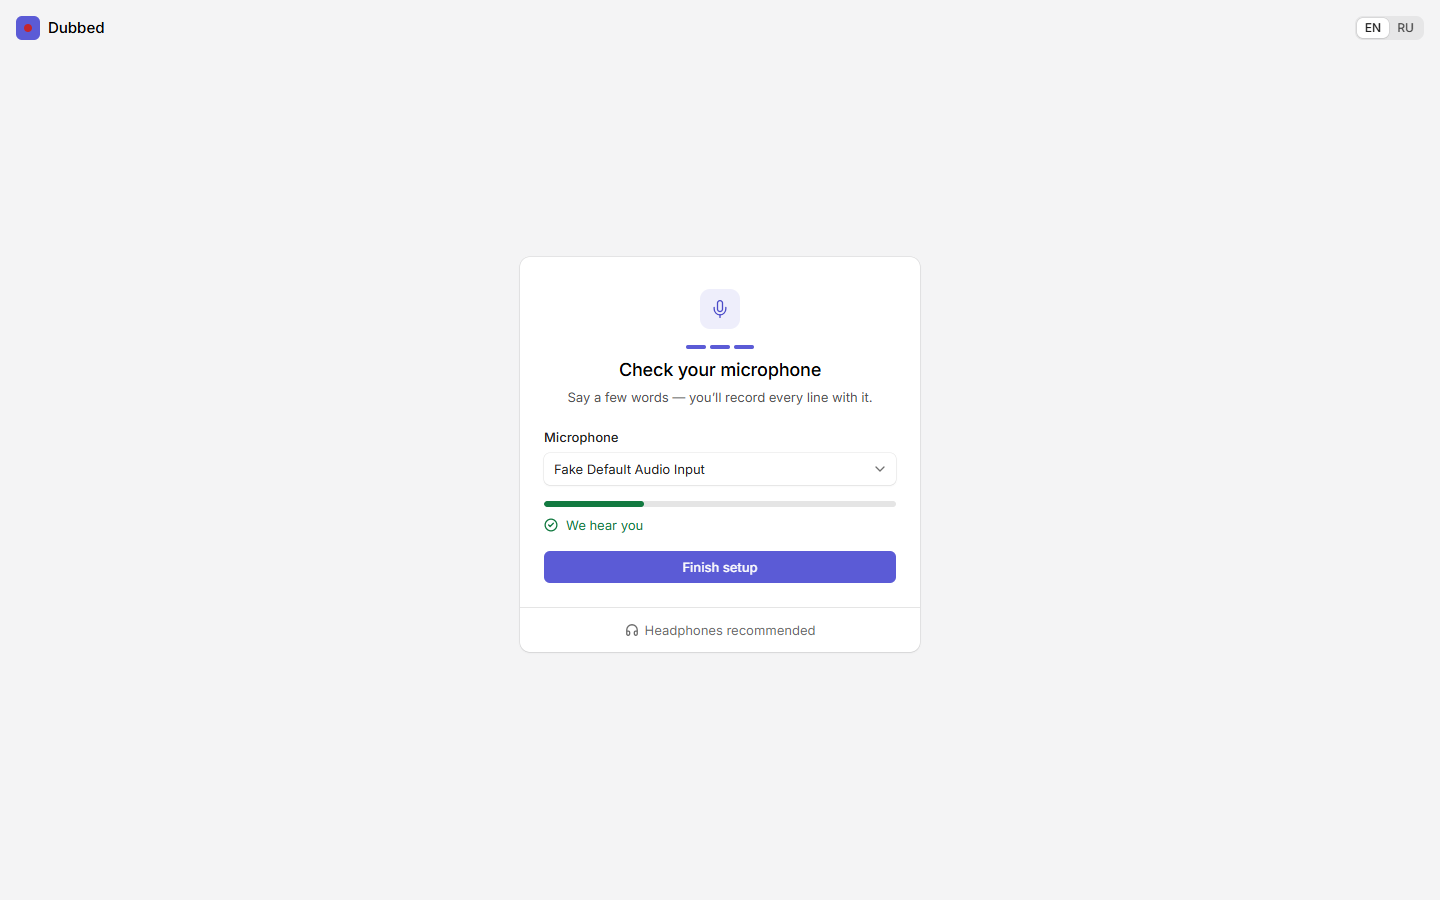 Dubbed
EN RU
Check your microphone
Say a few words — you’ll record every line with it.
Microphone
Fake Default Audio Input
We hear you
Finish setup
Headphones recommended